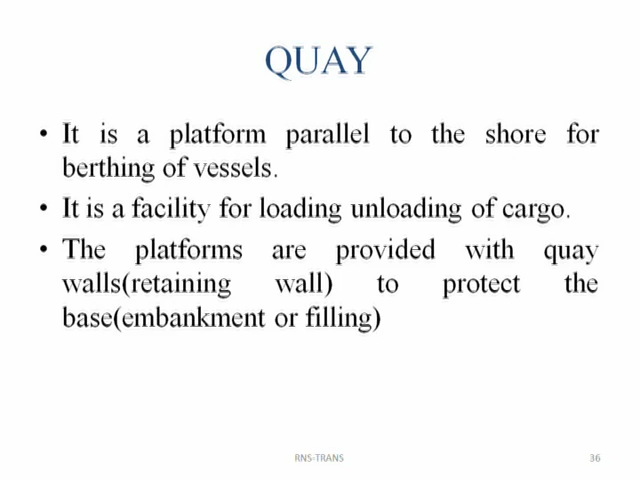 QUAY
• It is a platform parallel to the shore for
berthing of vessels.
• It is a facility for loading unloading of cargo.
• The platforms are provided with quay
walls(retaining wall) to protect the
base(embankment or filling)
RNS-TRANS
36